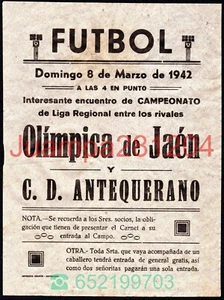 FUTBOL
Domingo 8 de Marzo de 1942
A LAS 4 EN PUNTO
Interesante encuentro de CAMPEONATO
de Liga Regional entre los rivales
Olímpica de Jaén
Y
C. D. ANTEQUERANO
NOTA.-Se recuerda a los Sres. socios, la obli-
gación que tienen de presentar el Carnet a su
entrada al Campo.
OTRA.-Toda Srta. que vaya acompañada de un
caballero tendrá entrada de general gratis, así
como dos señoritas pagarán una sola entrada.
652199703